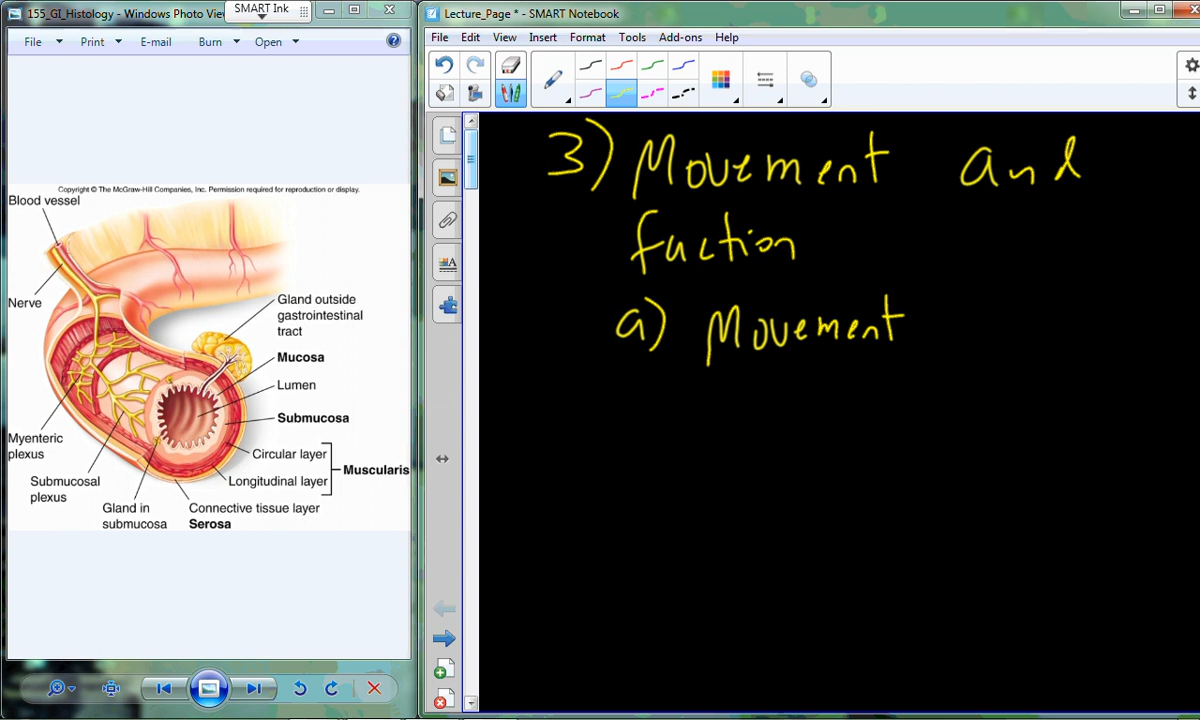 155_GI_Histology - Windows Photo View
SMART Ink
File Print E-mail Burn Open
Copyright © The McGraw-Hill Companies, Inc. Permission required for reproduction or display.
Blood vessel
Nerve
Gland outside
gastrointestinal
tract
Mucosa
Lumen
Submucosa
Circular layer
Muscularis
Longitudinal layer
Myenteric
plexus
Submucosal
plexus
Gland in
submucosa
Connective tissue layer
Serosa
Lecture_Page * - SMART Notebook
File Edit View Insert Format Tools Add-ons Help
3) Movement and
fuction
a) Movement